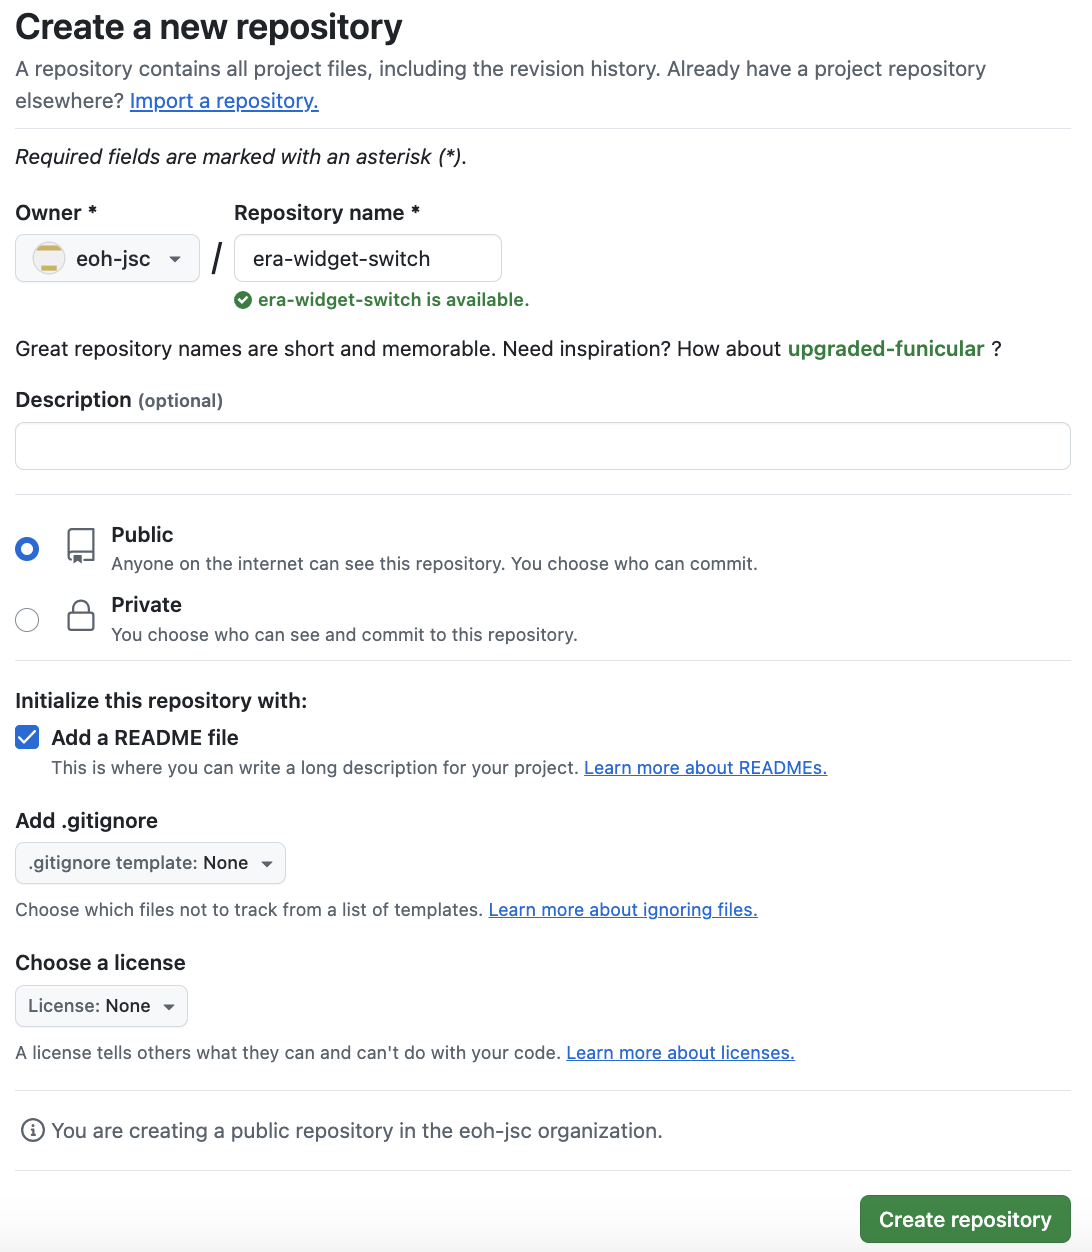 Create a new repository
A repository contains all project files, including the revision history. Already have a project repository
elsewhere? Import a repository.
Required fields are marked with an asterisk (*).
Owner *
Repository name *
eoh-jsc
/
era-widget-switch
era-widget-switch is available.
Great repository names are short and memorable. Need inspiration? How about upgraded-funicular ?
Description (optional)
Public
Anyone on the internet can see this repository. You choose who can commit.
Private
You choose who can see and commit to this repository.
Initialize this repository with:
Add a README file
This is where you can write a long description for your project. Learn more about READMEs.
Add .gitignore
.gitignore template: None
Choose which files not to track from a list of templates. Learn more about ignoring files.
Choose a license
License: None
A license tells others what they can and can't do with your code. Learn more about licenses.
You are creating a public repository in the eoh-jsc organization.
Create repository